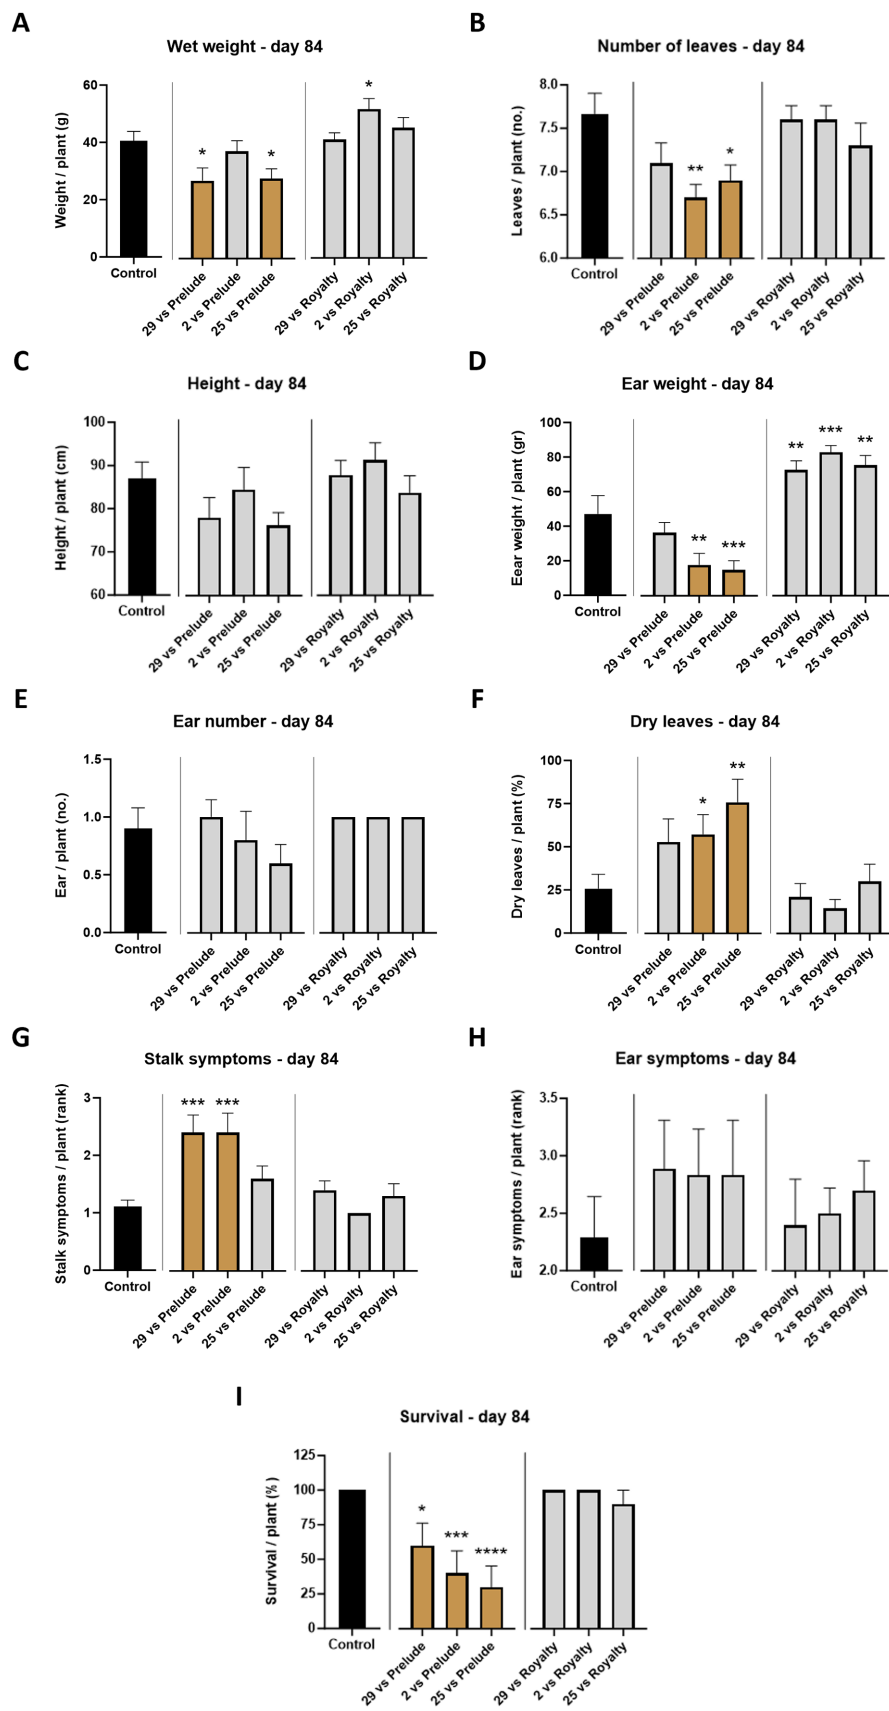 A
Wet weight - day 84
Weight / plant (g)
60
40
20
0
*
*
*
Control
29 vs Prelude
2 vs Prelude
25 vs Prelude
29 vs Royalty
2 vs Royalty
25 vs Royalty
B
Number of leaves - day 84
Leaves / plant (no.)
8.0
7.5
7.0
6.5
6.0
**
*
Control
29 vs Prelude
2 vs Prelude
25 vs Prelude
29 vs Royalty
2 vs Royalty
25 vs Royalty
C
Height - day 84
Height / plant (cm)
100
90
80
70
60
Control
29 vs Prelude
2 vs Prelude
25 vs Prelude
29 vs Royalty
2 vs Royalty
25 vs Royalty
D
Ear weight - day 84
Eear weight / plant (gr)
100
80
60
40
20
0
**
***
**
***
**
Control
29 vs Prelude
2 vs Prelude
25 vs Prelude
29 vs Royalty
2 vs Royalty
25 vs Royalty
E
Ear number - day 84
Ear / plant (no.)
1.5
1.0
0.5
0.0
Control
29 vs Prelude
2 vs Prelude
25 vs Prelude
29 vs Royalty
2 vs Royalty
25 vs Royalty
F
Dry leaves - day 84
Dry leaves / plant (%)
100
75
50
25
0
*
**
Control
29 vs Prelude
2 vs Prelude
25 vs Prelude
29 vs Royalty
2 vs Royalty
25 vs Royalty
G
Stalk symptoms - day 84
Stalk symptoms / plant (rank)
3
2
1
0
***
***
Control
29 vs Prelude
2 vs Prelude
25 vs Prelude
29 vs Royalty
2 vs Royalty
25 vs Royalty
H
Ear symptoms - day 84
Ear symptoms / plant (rank)
3.5
3.0
2.5
2.0
Control
29 vs Prelude
2 vs Prelude
25 vs Prelude
29 vs Royalty
2 vs Royalty
25 vs Royalty
I
Survival - day 84
Survival / plant (%)
125
100
75
50
25
0
*
***
****
Control
29 vs Prelude
2 vs Prelude
25 vs Prelude
29 vs Royalty
2 vs Royalty
25 vs Royalty